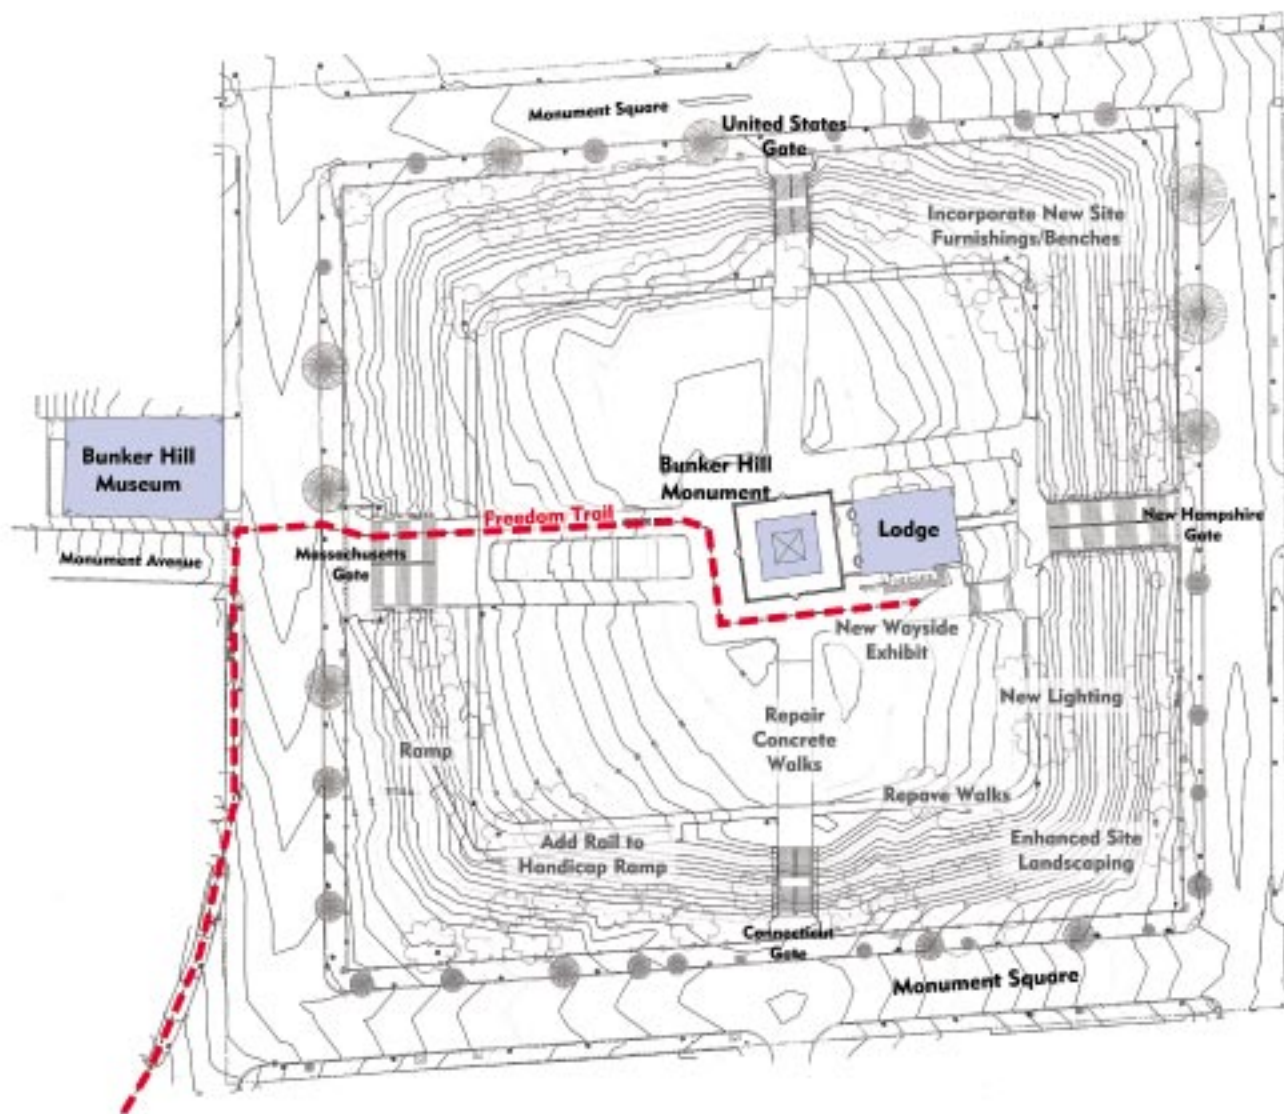 Monument Square
United States
Gate
Incorporate New Site
Furnishings/Benches
Bunker Hill
Museum
Bunker Hill
Monument
Lodge
Freedom Trail
New Hampshire
Gate
Massachusetts
Gate
Monument Avenue
New Wayside
Exhibit
New Lighting
Repair
Concrete
Walks
Ramp
Repave Walks
Add Rail to
Handicap Ramp
Enhanced Site
Landscaping
Connecticut
Gate
Monument Square